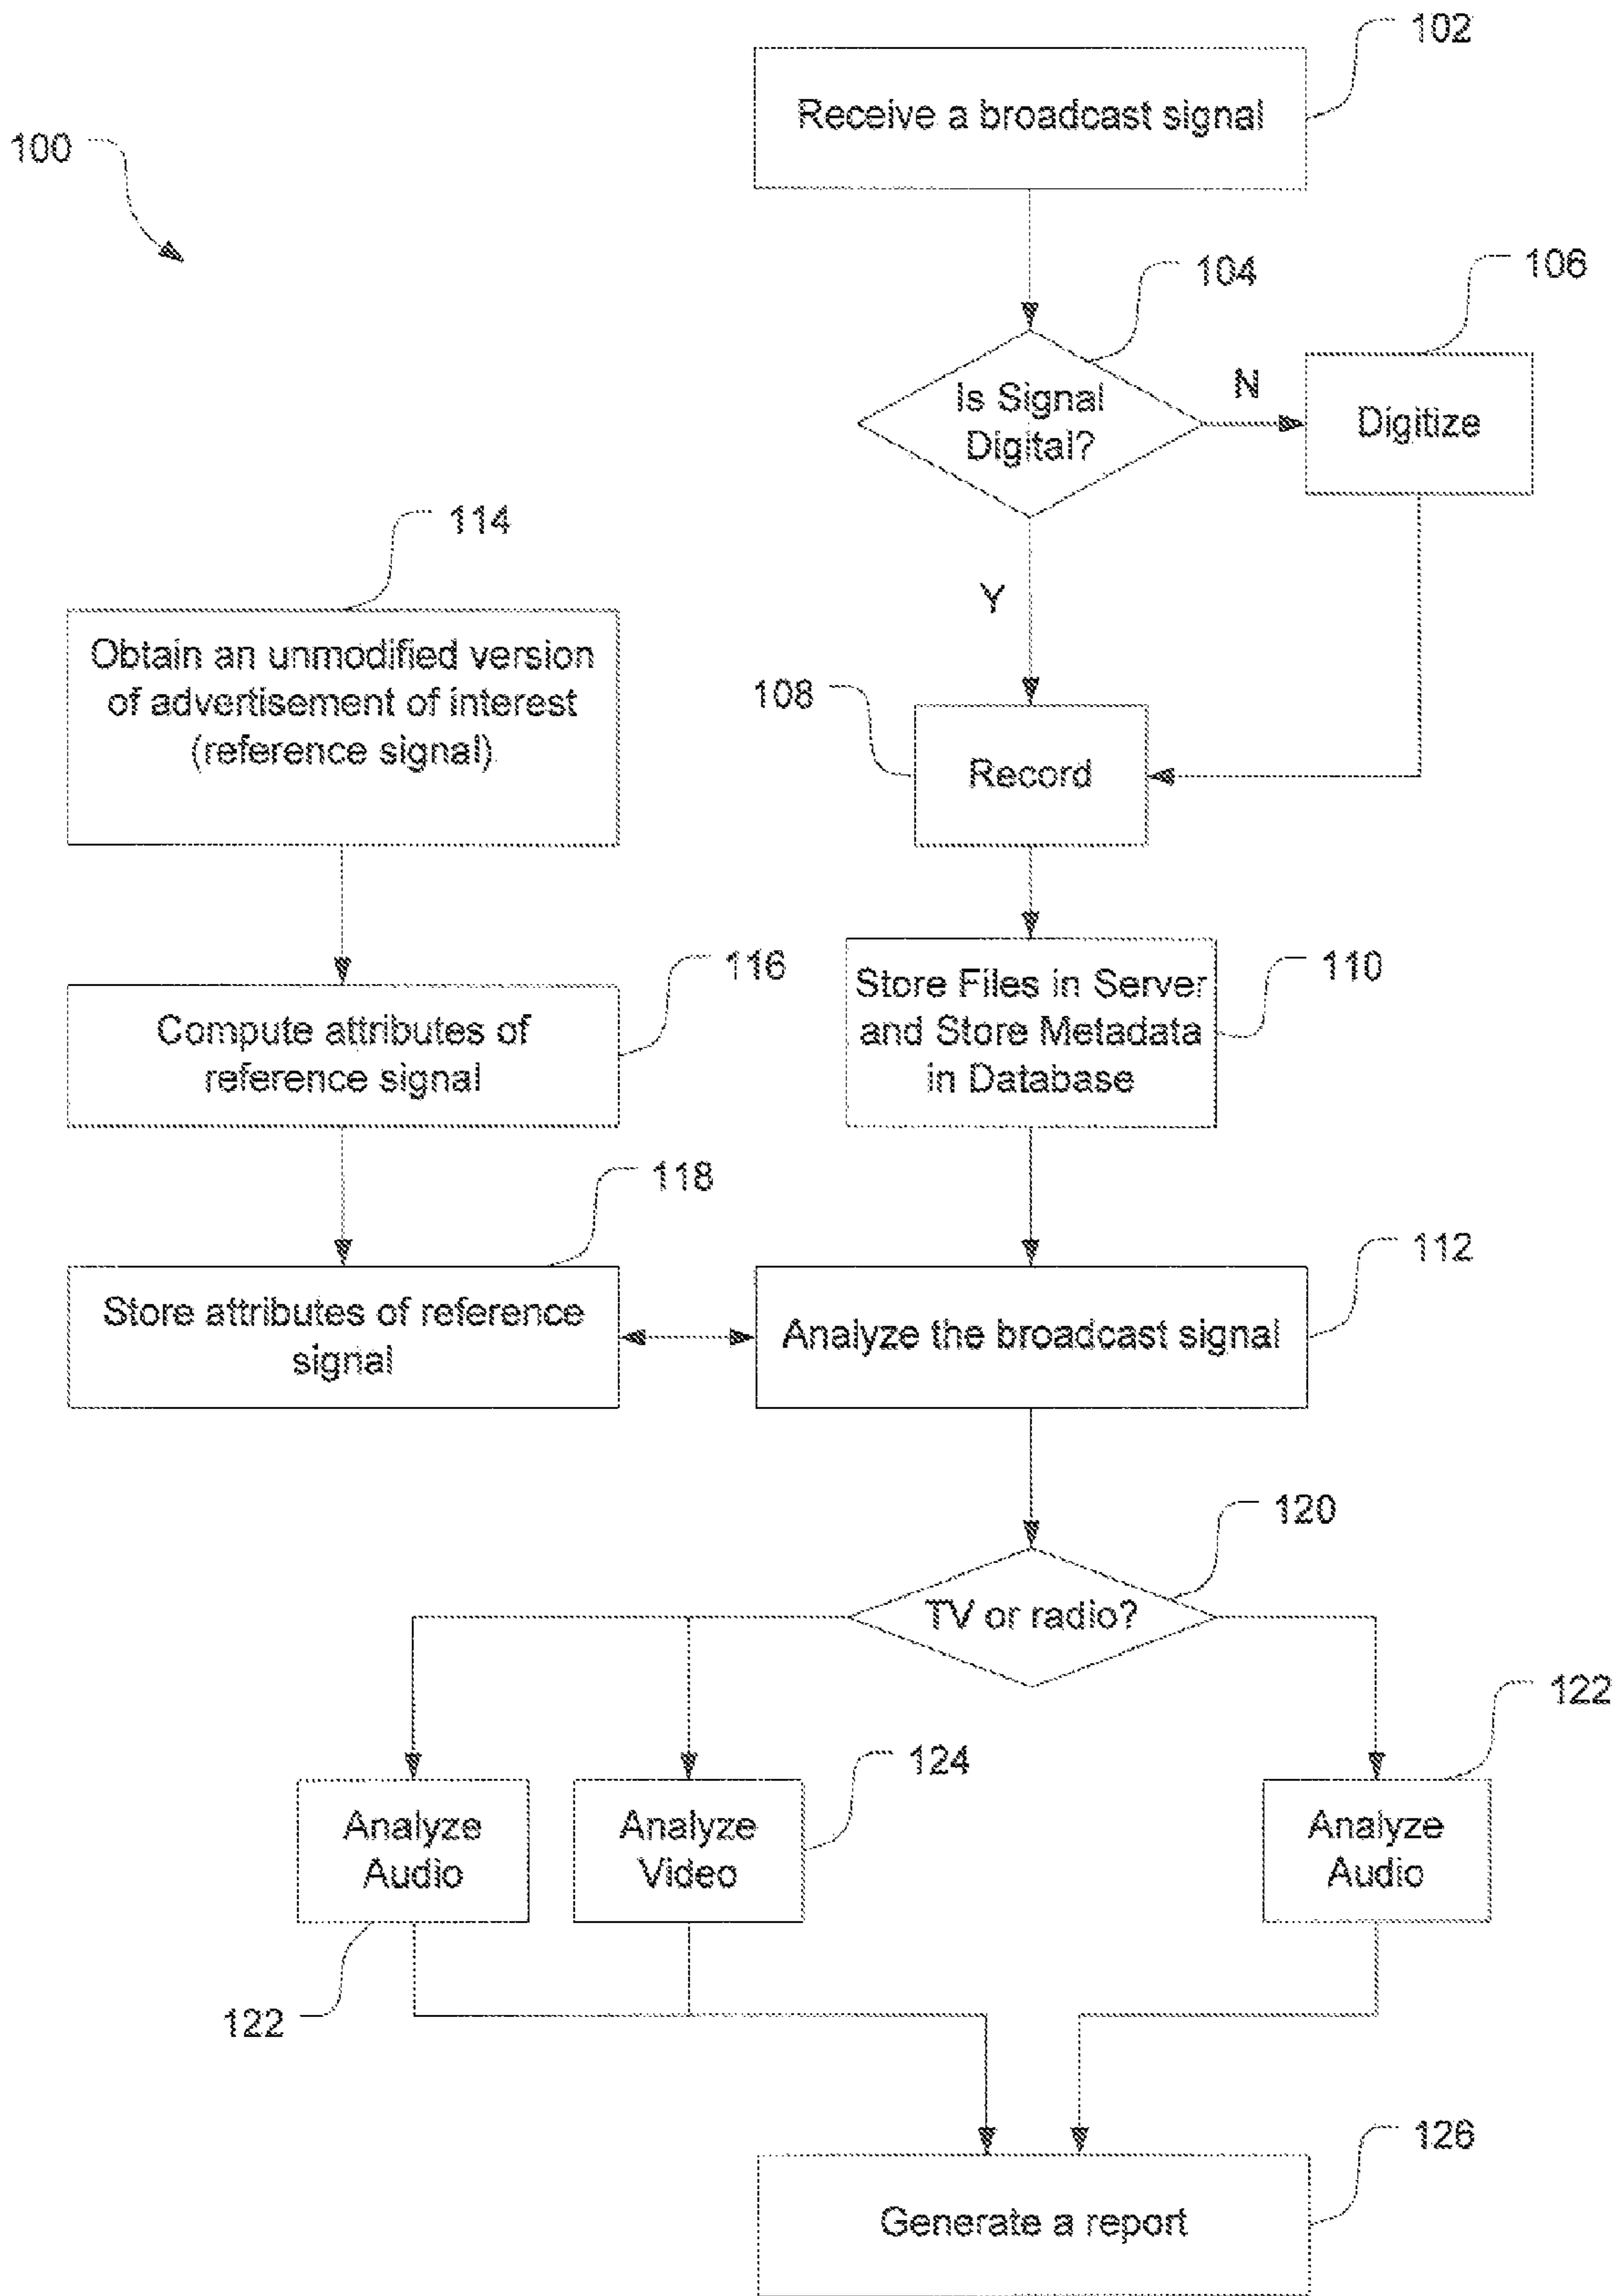 102
Receive a broadcast signal
100
104
106
Is Signal
Digital?
N
Digitize
Y
114
Obtain an unmodified version
of advertisement of interest
(reference signal)
108
Record
116
Compute attributes of
reference signal
110
Store Files in Server
and Store Metadata
in Database
118
Store attributes of reference
signal
112
Analyze the broadcast signal
120
TV or radio?
122
Analyze
Audio
124
Analyze
Video
122
Analyze
Audio
126
Generate a report